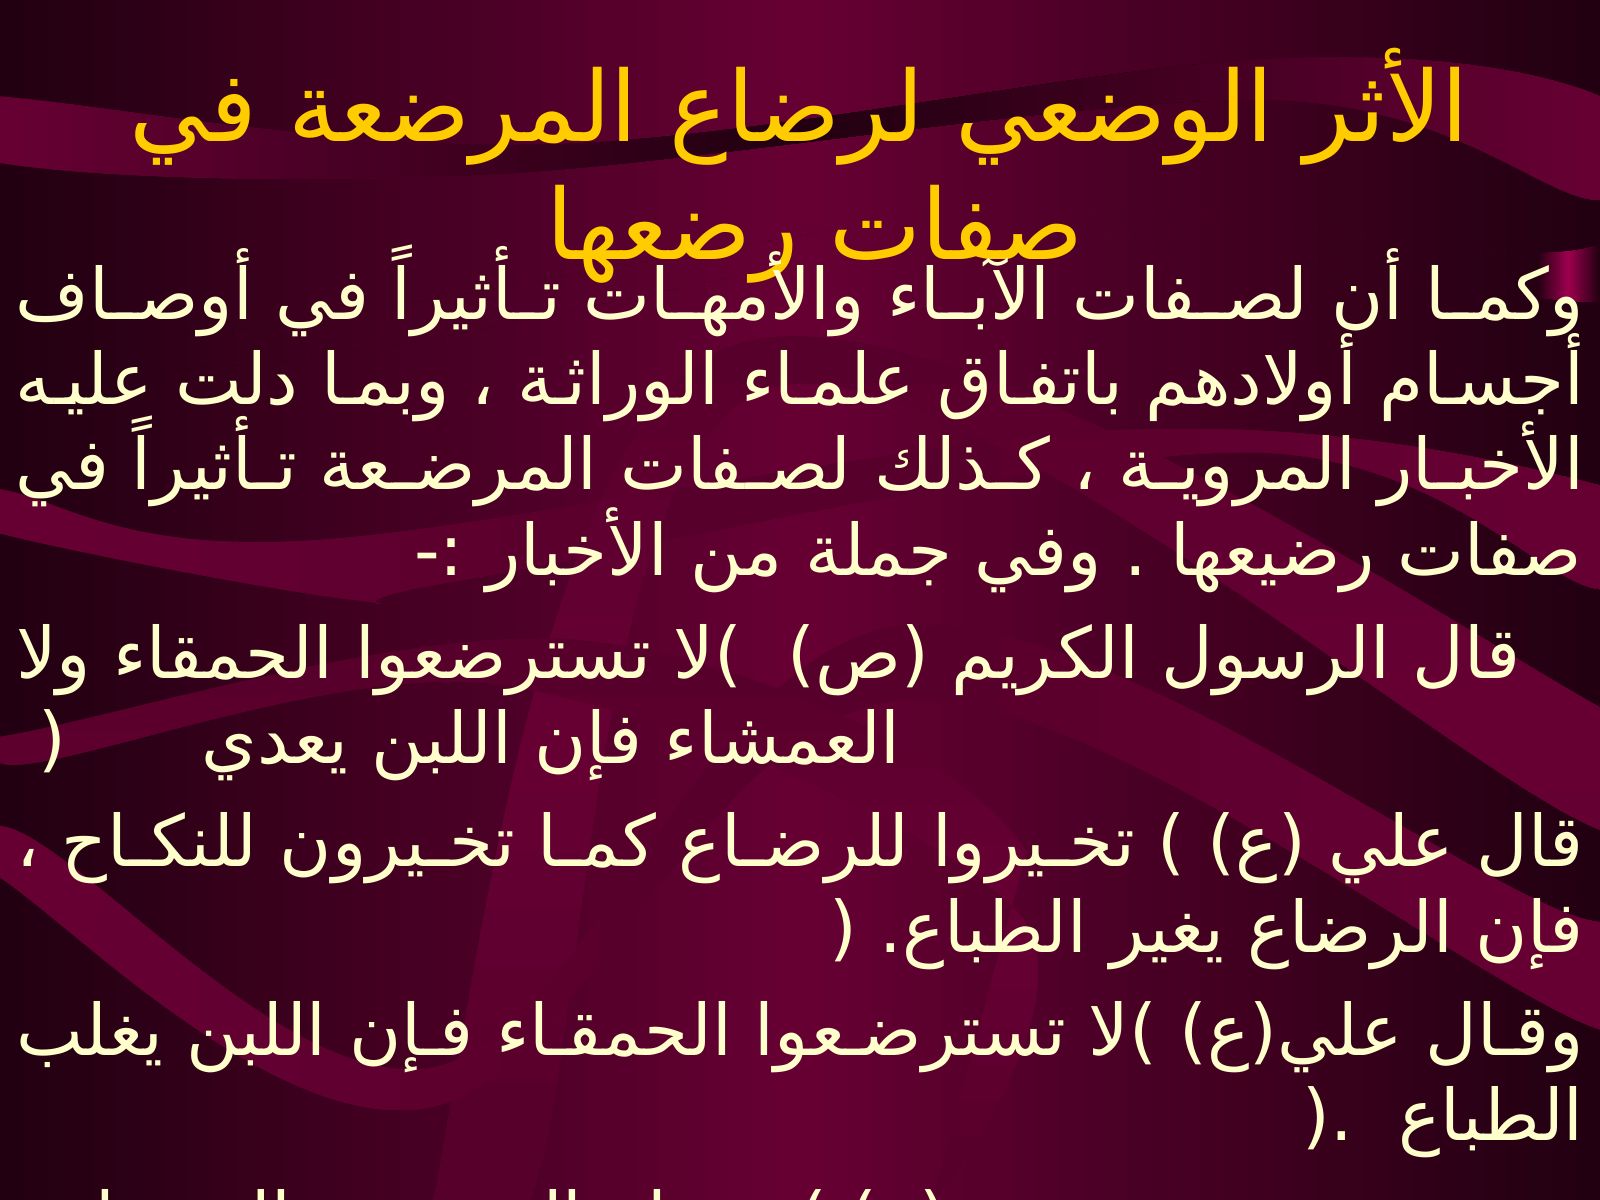 الأثر الوضعي لرضاع المرضعة في
صفات رضعها
وكما أن لصفات الآباء والأمهات تأثيراً في أوصاف
أجسام أولادهم باتفاق علماء الوراثة ، وبما دلت عليه
الأخبار المروية ، كذلك لصفات المرضعة تأثيراً في
صفات رضيعها . وفي جملة من الأخبار :-
قال الرسول الكريم (ص) )لا تسترضعوا الحمقاء ولا
العمشاء فإن اللبن يعدي (
قال علي (ع) ) تخيروا للرضاع كما تخيرون للنكاح ،
فإن الرضاع يغير الطباع. (
وقال علي(ع) )لا تسترضعوا الحمقاء فإن اللبن يغلب
الطباع .(